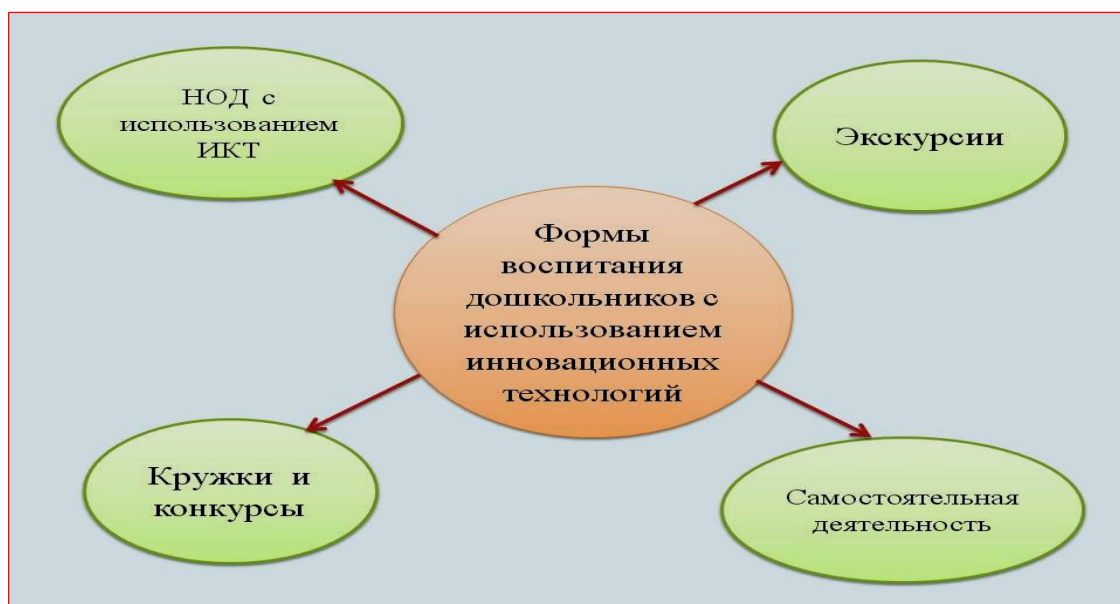 НОД с
использованием
ИКТ
Экскурсии
Формы
воспитания
дошкольников с
использованием
инновационных
технологий
Кружки и
конкурсы
Самостоятельная
деятельность